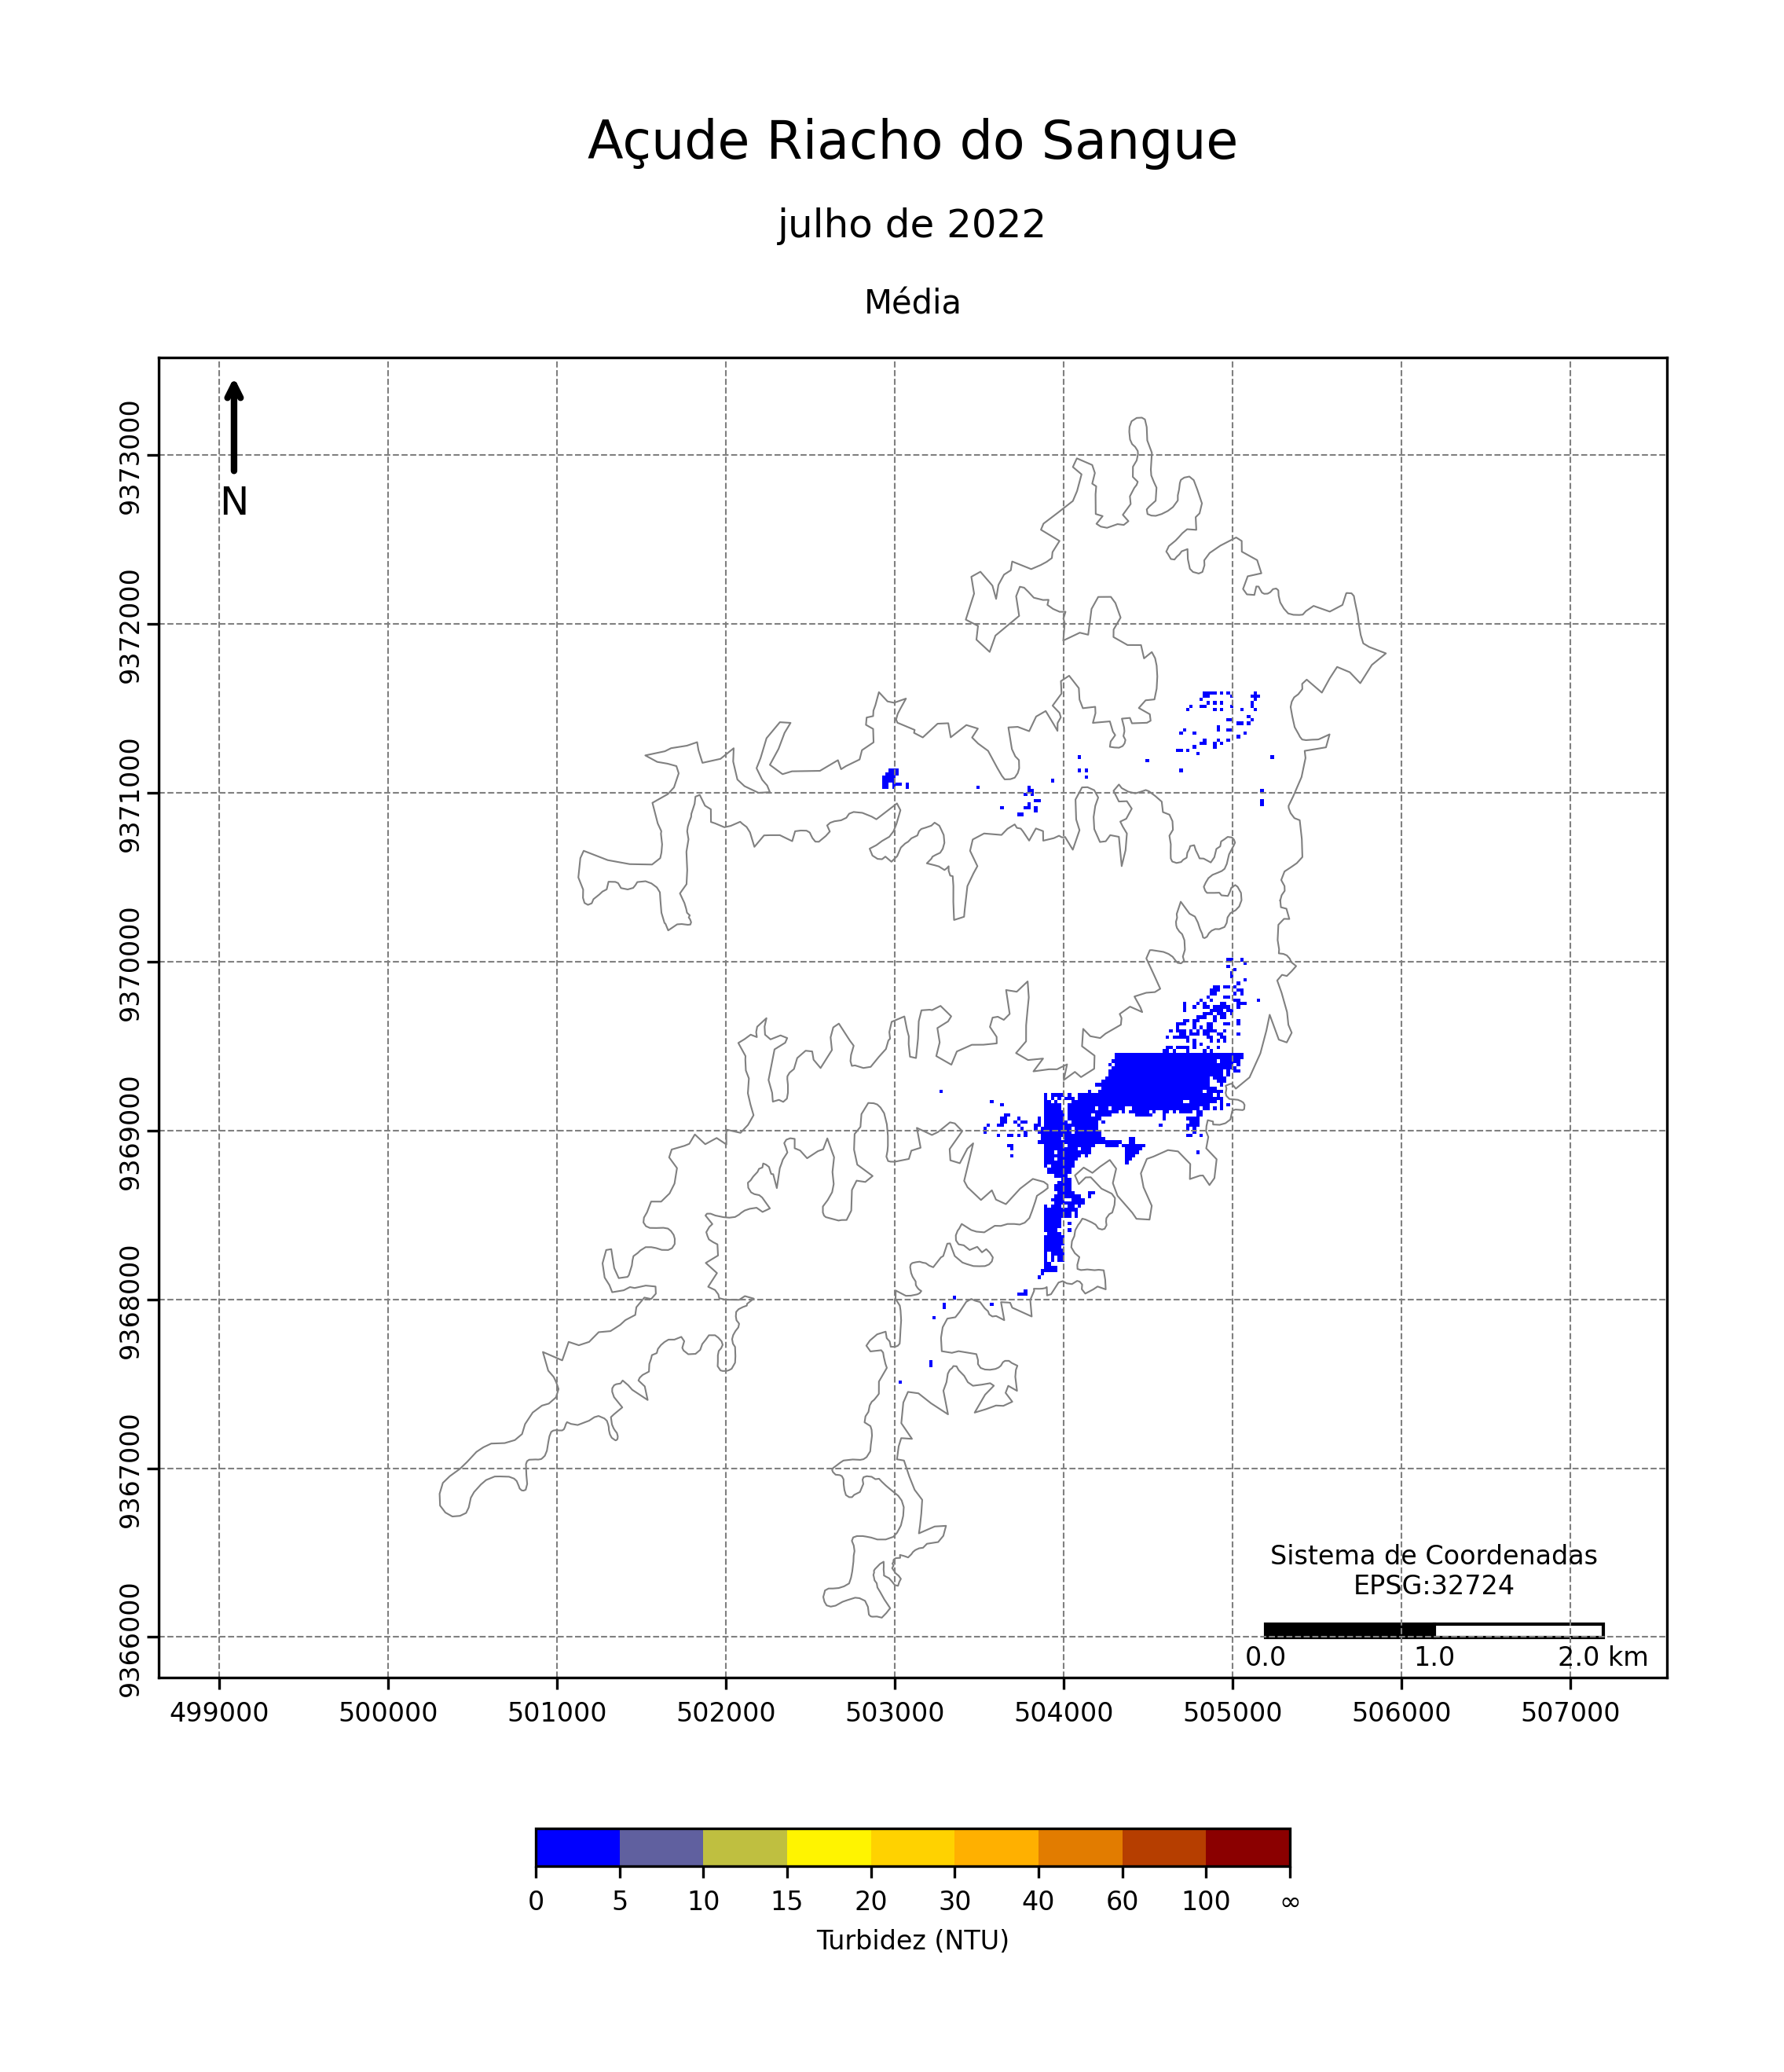 Açude Riacho do Sangue
julho de 2022
Média
N
9373000
9372000
9371000
9370000
9369000
9368000
9367000
9366000
Sistema de Coordenadas
EPSG:32724
0.0 1.0 2.0 km
499000 500000 501000 502000 503000 504000 505000 506000 507000
0 5 10 15 20 30 40 60 100 ∞
Turbidez (NTU)